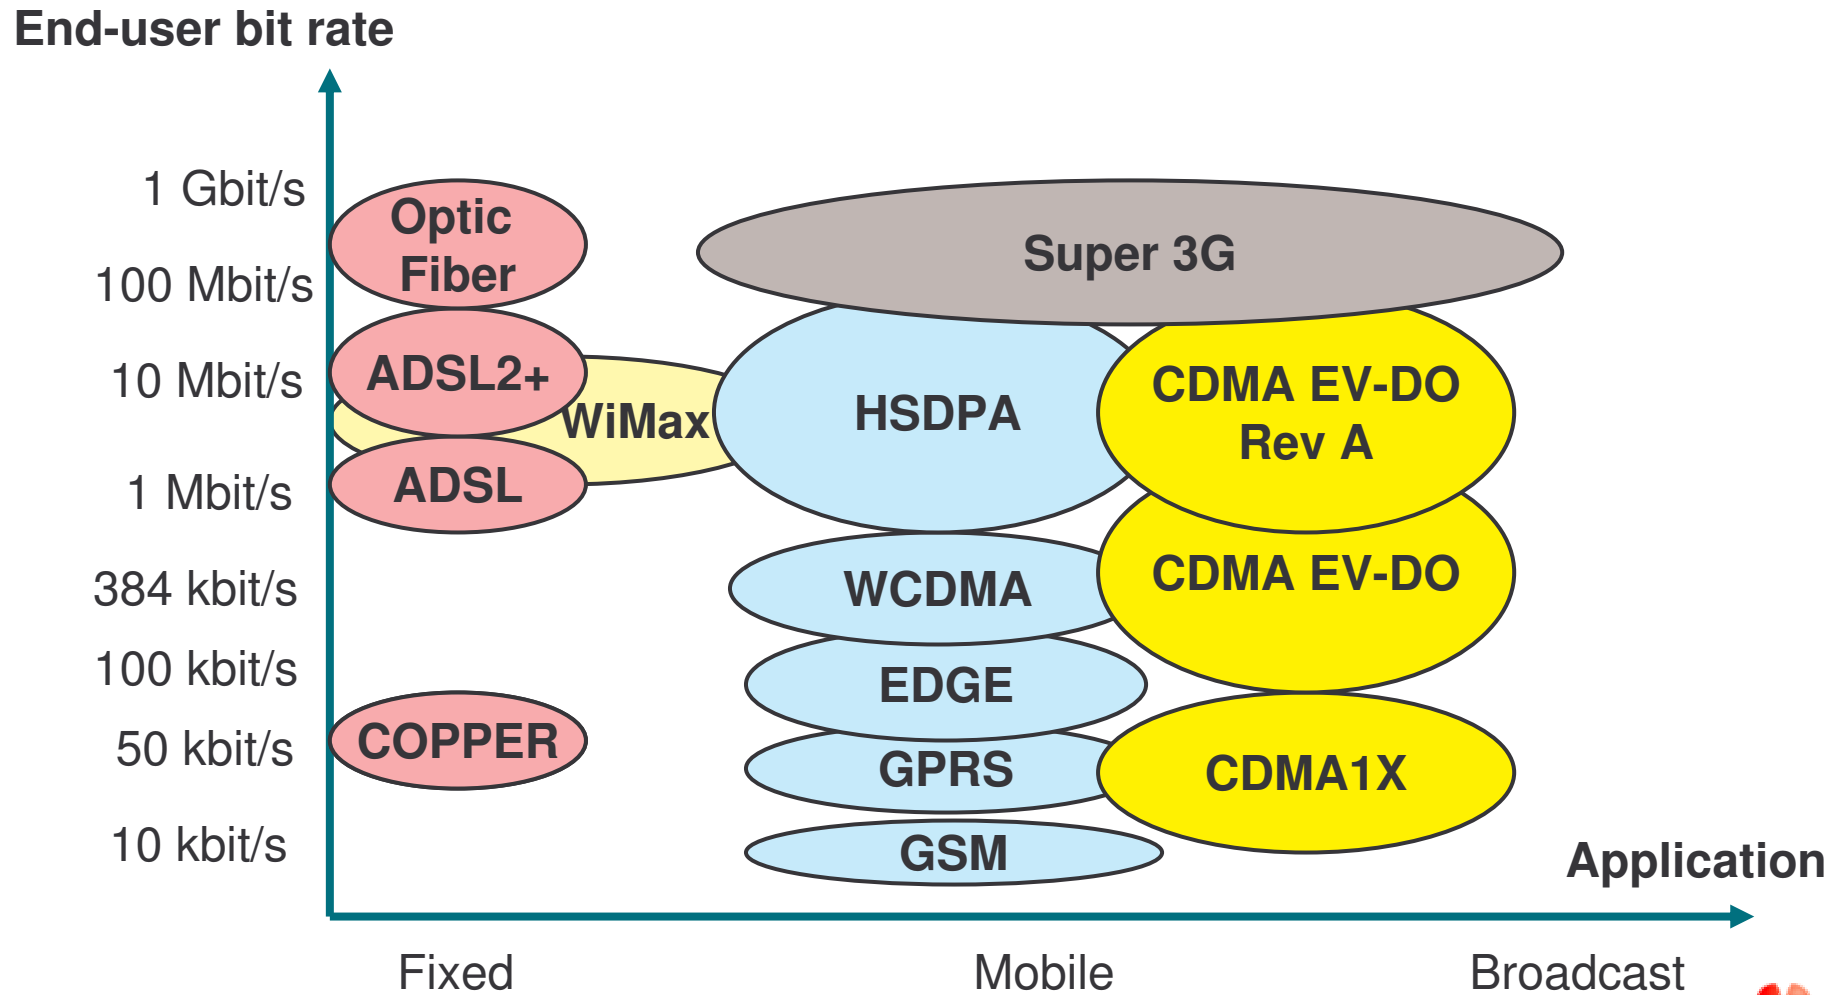 End-user bit rate
1 Gbit/s
Optic
Fiber
Super 3G
100 Mbit/s
10 Mbit/s
ADSL2+
WiMax
HSDPA
CDMA EV-DO
Rev A
1 Mbit/s
ADSL
384 kbit/s
WCDMA
CDMA EV-DO
100 kbit/s
EDGE
50 kbit/s
COPPER
GPRS
CDMA1X
10 kbit/s
GSM
Application
Fixed
Mobile
Broadcast